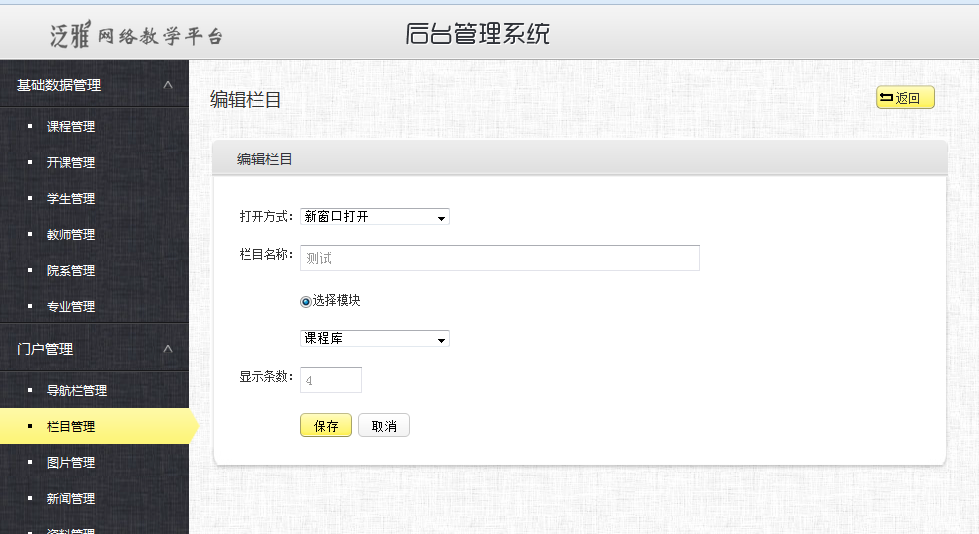 泛雅 网络教学平台
后台管理系统
基础数据管理
课程管理
开课管理
学生管理
教师管理
院系管理
专业管理
门户管理
导航栏管理
栏目管理
图片管理
新闻管理
资料管理
编辑栏目
返回
编辑栏目
打开方式: 新窗口打开
栏目名称: 测试
选择模块
课程库
显示条数: 4
保存 取消